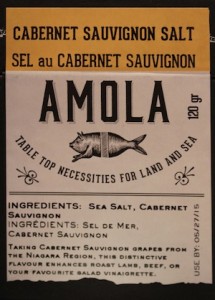 CABERNET SAUVIGNON SALT
SEL au CABERNET SAUVIGNON
AMOLA
120 gr
TABLE TOP NECESSITIES FOR LAND AND SEA
INGREDIENTS: SEA SALT, CABERNET
SAUVIGNON
INGRÉDIENTS: SEL DE MER,
CABERNET SAUVIGNON
TAKING CABERNET SAUVIGNON GRAPES FROM
THE NIAGARA REGION, THIS DISTINCTIVE
FLAVOUR ENHANCES ROAST LAMB, BEEF, OR
YOUR FAVOURITE SALAD VINAIGRETTE.
USE BY: 05/27/15